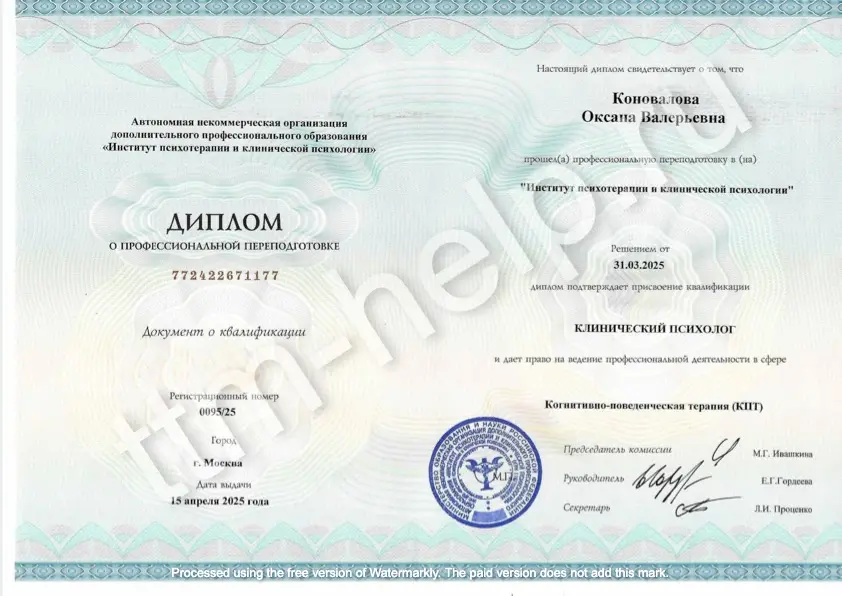 Автономная некоммерческая организация
дополнительного профессионального образования
«Институт психотерапии и клинической психологии»
ДИПЛОМ
О ПРОФЕССИОНАЛЬНОЙ ПЕРЕПОДГОТОВКЕ
772422671177
Документ о квалификации
Регистрационный номер
0095/25
Город
г. Москва
Дата выдачи
15 апреля 2025 года
Настоящий диплом свидетельствует о том, что
Коновалова
Оксана Валерьевна
прошел(а) профессиональную переподготовку в (на)
"Институт психотерапии и клинической психологии"
Решением от
31.03.2025
диплом подтверждает присвоение квалификации
КЛИНИЧЕСКИЙ ПСИХОЛОГ
и дает право на ведение профессиональной деятельности в сфере
Когнитивно-поведенческая терапия (КПТ)
Председатель комиссии
М.Г. Ивашкина
Руководитель
Е.Г.Гордеева
Секретарь
Л.И. Проценко
М.П.
ttm-help.ru
Processed using the free version of Watermarkly. The paid version does not add this mark.